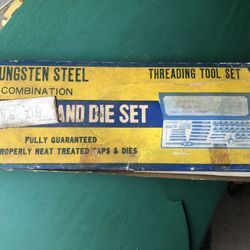 UNGSTEN STEEL
THREADING TOOL SET
COMBINATION
AND DIE SET
FULLY GUARANTEED
ROPERLY HEAT TREATED TAPS & DIES